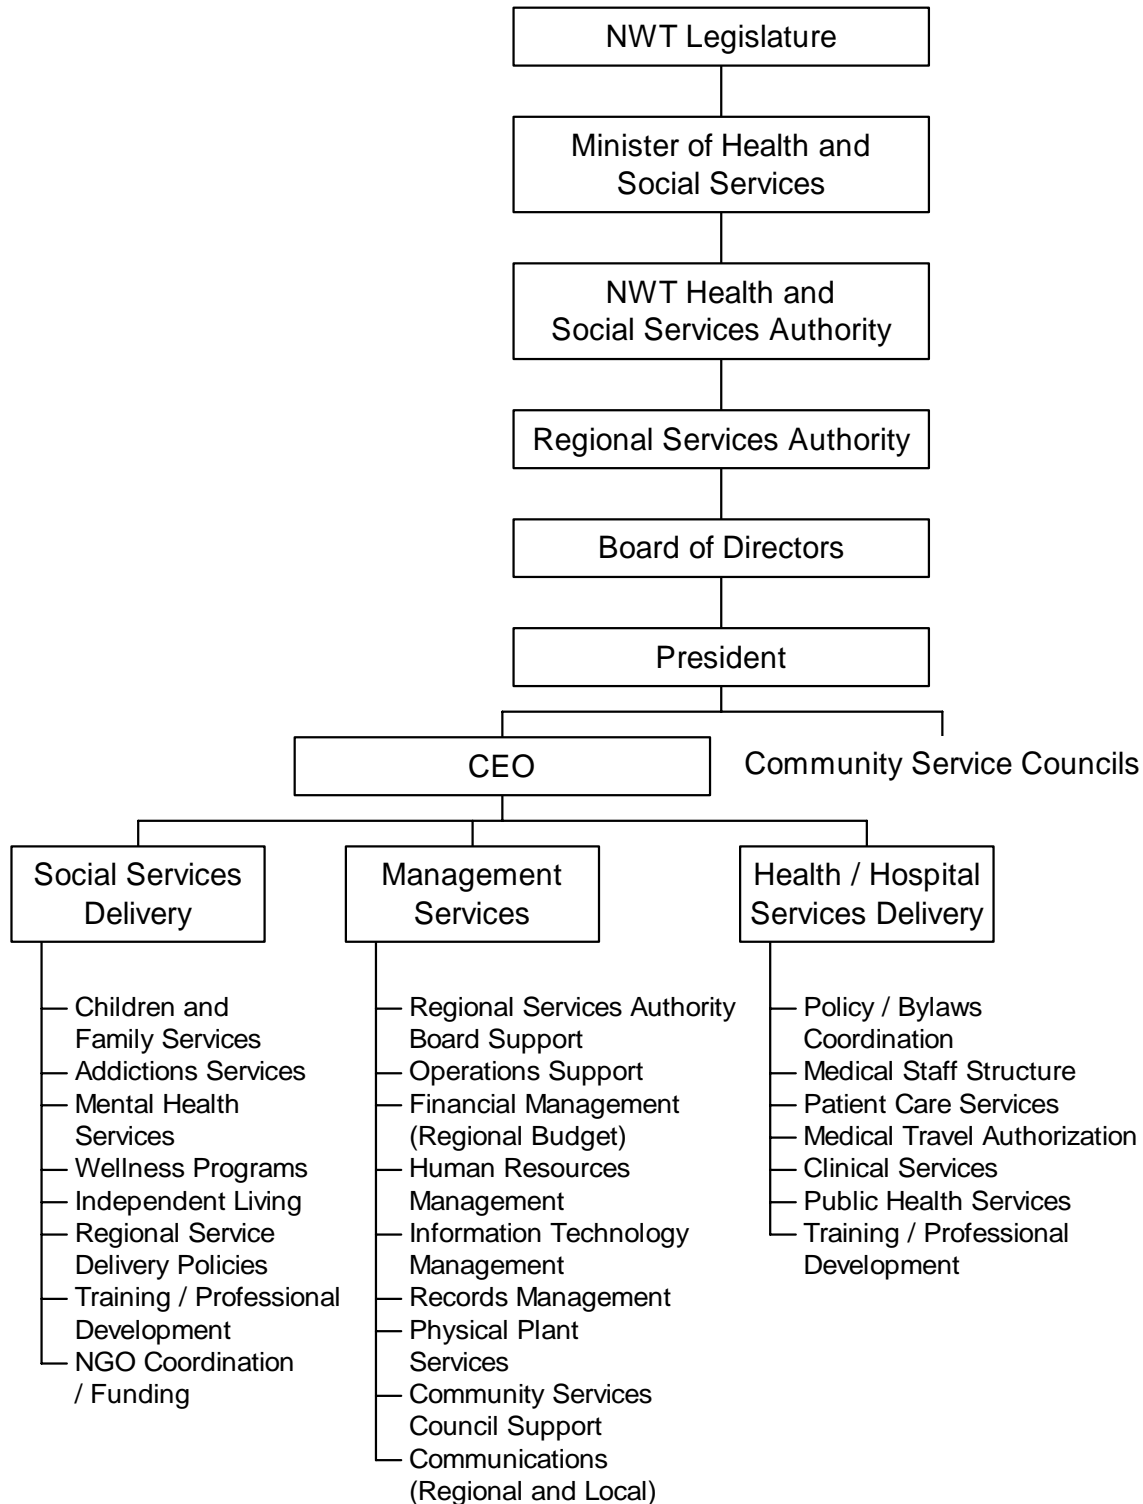 NWT Legislature
Minister of Health and
Social Services
NWT Health and
Social Services Authority
Regional Services Authority
Board of Directors
President
CEO
Community Service Councils
Social Services
Delivery
Children and
Family Services
Addictions Services
Mental Health
Services
Wellness Programs
Independent Living
Regional Service
Delivery Policies
Training / Professional
Development
NGO Coordination
/ Funding
Management
Services
Regional Services Authority
Board Support
Operations Support
Financial Management
(Regional Budget)
Human Resources
Management
Information Technology
Management
Records Management
Physical Plant
Services
Community Services
Council Support
Communications
(Regional and Local)
Health / Hospital
Services Delivery
Policy / Bylaws
Coordination
Medical Staff Structure
Patient Care Services
Medical Travel Authorization
Clinical Services
Public Health Services
Training / Professional
Development